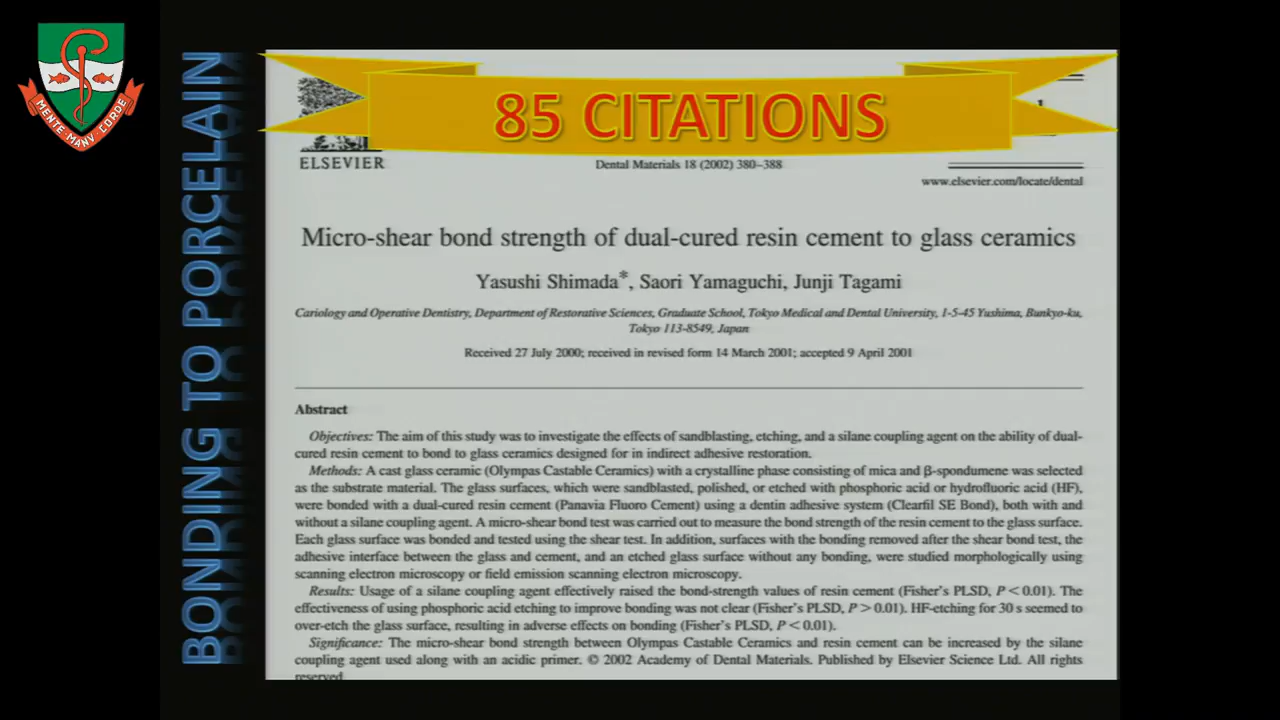 MENTE MANV CORDE
BONDING TO PORCELAIN
85 CITATIONS
ELSEVIER
Dental Materials 18 (2002) 380–388
www.elsevier.com/locate/dental
Micro-shear bond strength of dual-cured resin cement to glass ceramics
Yasushi Shimada*, Saori Yamaguchi, Junji Tagami
Cariology and Operative Dentistry, Department of Restorative Sciences, Graduate School, Tokyo Medical and Dental University, 1-5-45 Yushima, Bunkyo-ku,
Tokyo 113-8549, Japan
Received 27 July 2000; received in revised form 14 March 2001; accepted 9 April 2001
Abstract
Objectives: The aim of this study was to investigate the effects of sandblasting, etching, and a silane coupling agent on the ability of dual-
cured resin cement to bond to glass ceramics designed for in indirect adhesive restoration.
Methods: A cast glass ceramic (Olympas Castable Ceramics) with a crystalline phase consisting of mica and β-spondumene was selected
as the substrate material. The glass surfaces, which were sandblasted, polished, or etched with phosphoric acid or hydrofluoric acid (HF),
were bonded with a dual-cured resin cement (Panavia Fluoro Cement) using a dentin adhesive system (Clearfil SE Bond), both with and
without a silane coupling agent. A micro-shear bond test was carried out to measure the bond strength of the resin cement to the glass surface.
Each glass surface was bonded and tested using the shear test. In addition, surfaces with the bonding removed after the shear bond test, the
adhesive interface between the glass and cement, and an etched glass surface without any bonding, were studied morphologically using
scanning electron microscopy or field emission scanning electron microscopy.
Results: Usage of a silane coupling agent effectively raised the bond-strength values of resin cement (Fisher's PLSD, P < 0.01). The
effectiveness of using phosphoric acid etching to improve bonding was not clear (Fisher's PLSD, P > 0.01). HF-etching for 30 s seemed to
over-etch the glass surface, resulting in adverse effects on bonding (Fisher's PLSD, P < 0.01).
Significance: The micro-shear bond strength between Olympas Castable Ceramics and resin cement can be increased by the silane
coupling agent used along with an acidic primer. © 2002 Academy of Dental Materials. Published by Elsevier Science Ltd. All rights
reserved